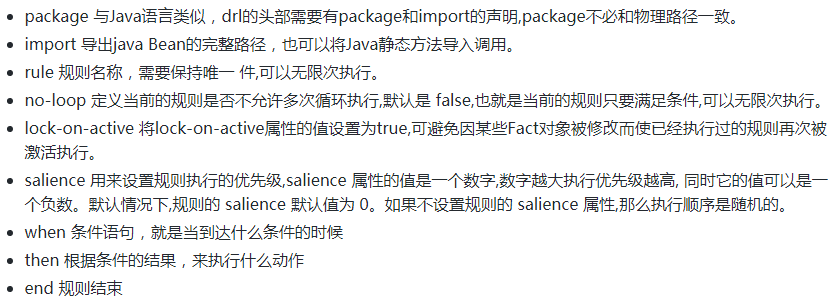 package 与Java语言类似，drl的头部需要有package和import的声明,package不必和物理路径一致。
import 导出java Bean的完整路径，也可以将Java静态方法导入调用。
rule 规则名称，需要保持唯一 件,可以无限次执行。
no-loop 定义当前的规则是否不允许多次循环执行,默认是 false,也就是当前的规则只要满足条件,可以无限次执行。
lock-on-active 将lock-on-active属性的值设置为true,可避免因某些Fact对象被修改而使已经执行过的规则再次被
激活执行。
salience 用来设置规则执行的优先级,salience 属性的值是一个数字,数字越大执行优先级越高, 同时它的值可以是一
个负数。默认情况下,规则的 salience 默认值为 0。如果不设置规则的 salience 属性,那么执行顺序是随机的。
when 条件语句，就是当到达什么条件的时候
then 根据条件的结果，来执行什么动作
end 规则结束